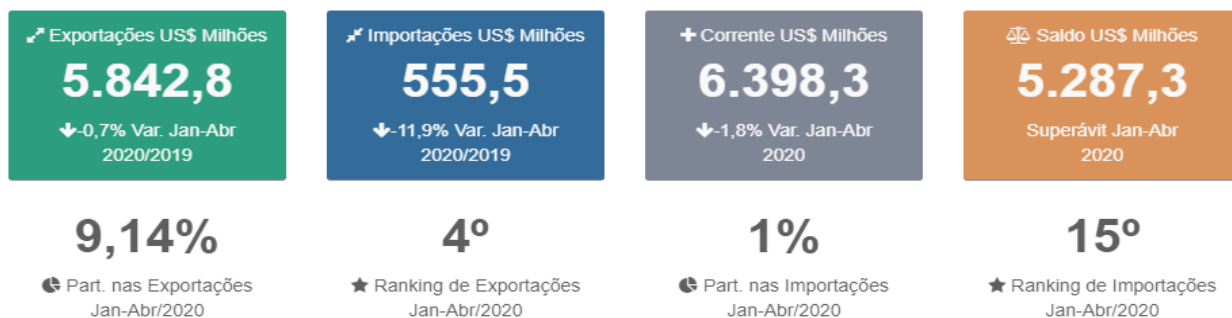 Exportações US$ Milhões
5.842,8
-0,7% Var. Jan-Abr
2020/2019
Importações US$ Milhões
555,5
-11,9% Var. Jan-Abr
2020/2019
Corrente US$ Milhões
6.398,3
-1,8% Var. Jan-Abr
2020
Saldo US$ Milhões
5.287,3
Superávit Jan-Abr
2020
9,14%
Part. nas Exportações
Jan-Abr/2020
4º
Ranking de Exportações
Jan-Abr/2020
1%
Part. nas Importações
Jan-Abr/2020
15º
Ranking de Importações
Jan-Abr/2020